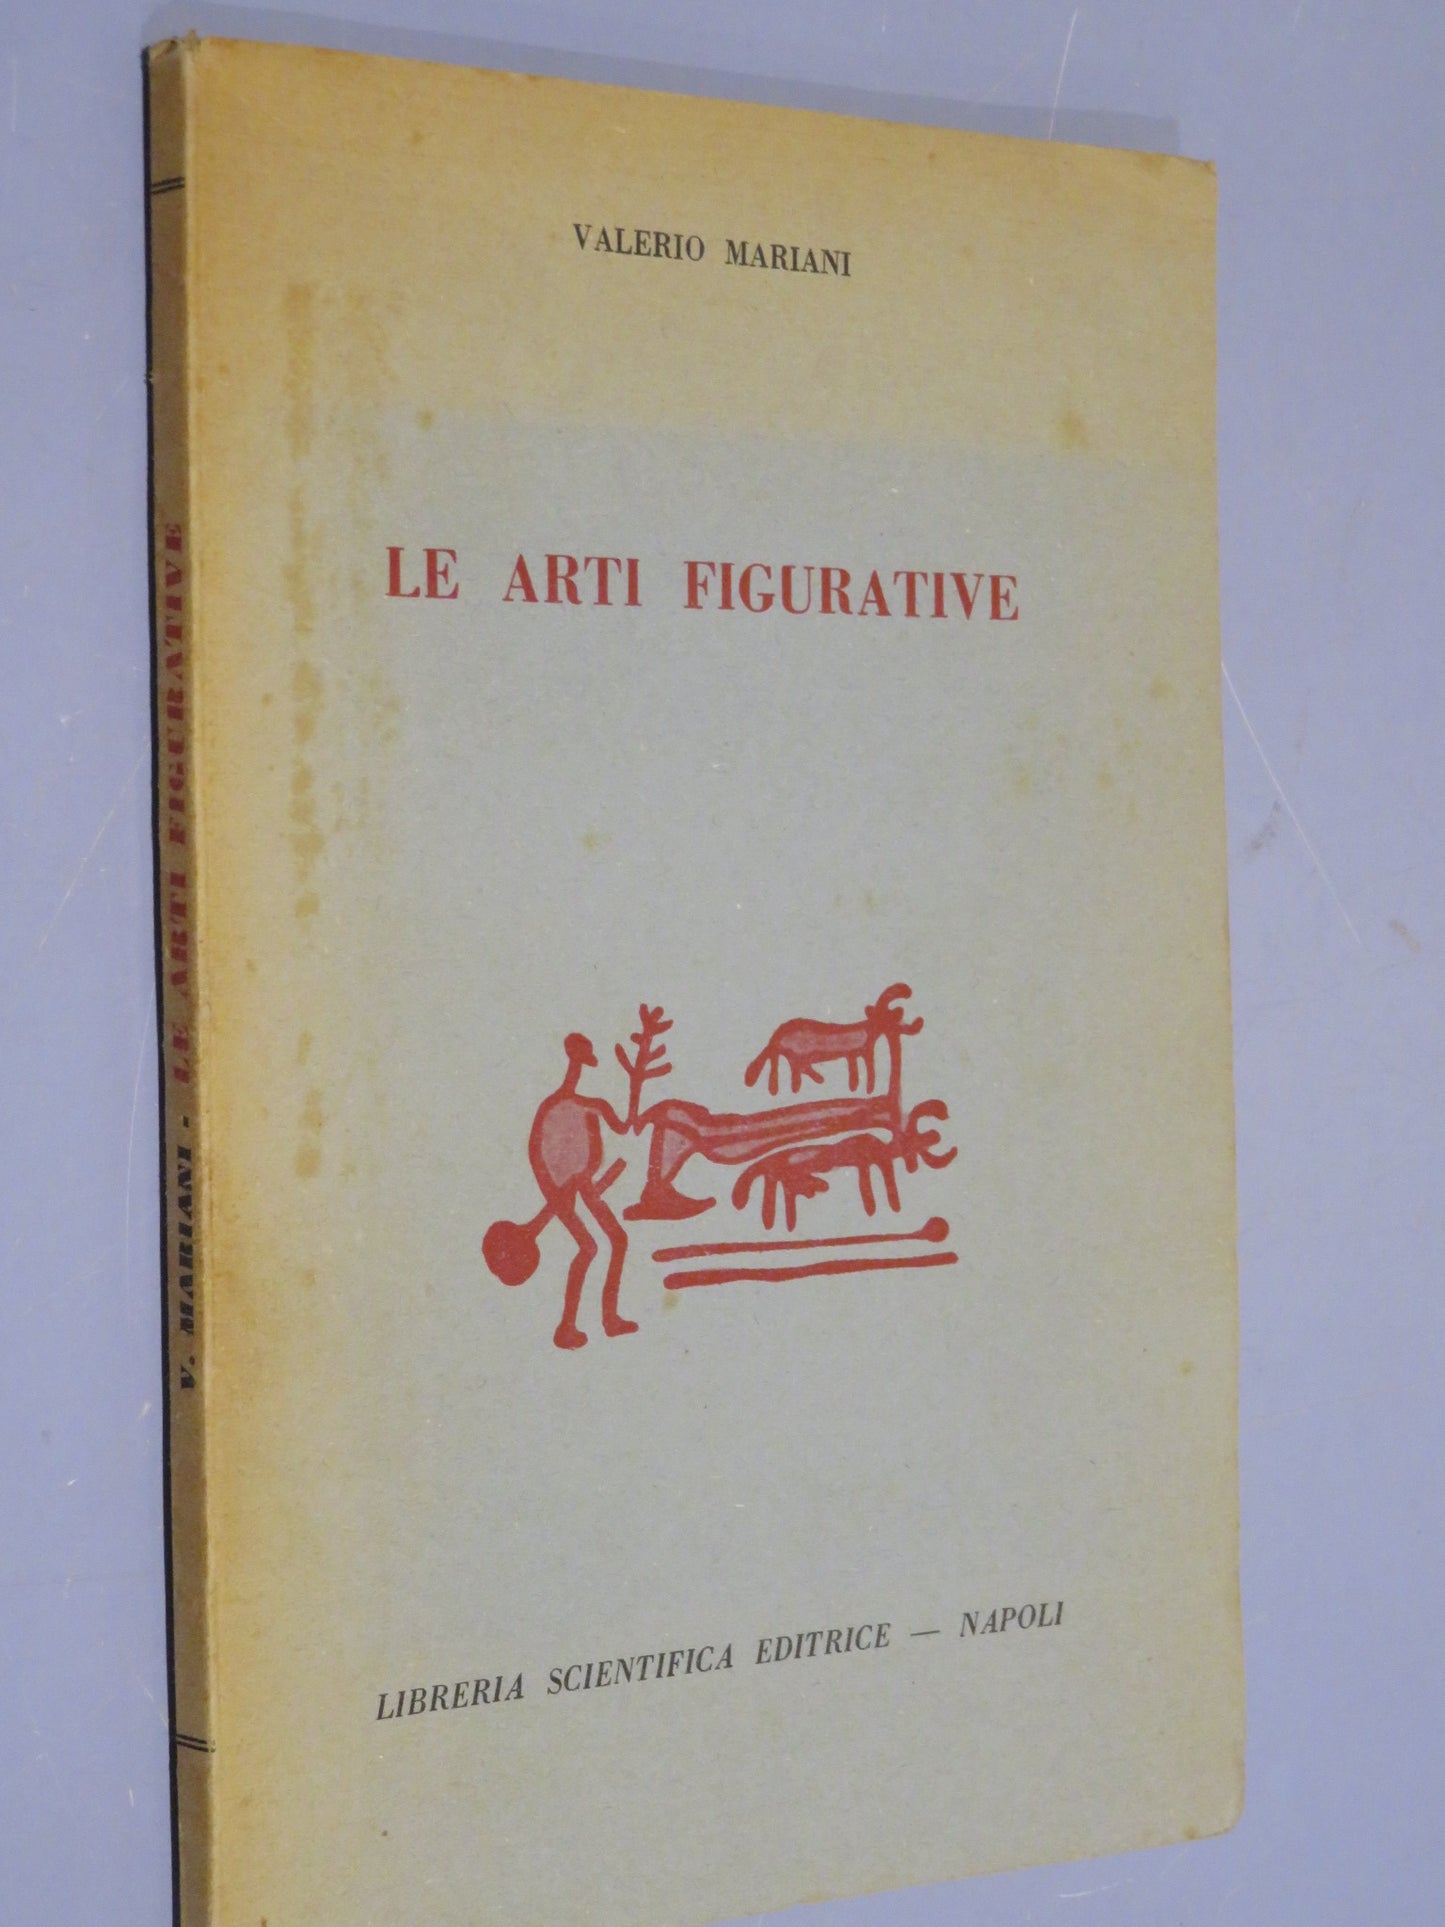 VALERIO MARIANI
LE ARTI FIGURATIVE
LIBRERIA SCIENTIFICA EDITRICE — NAPOLI
V. MARIANI - LE ARTI FIGURATIVE